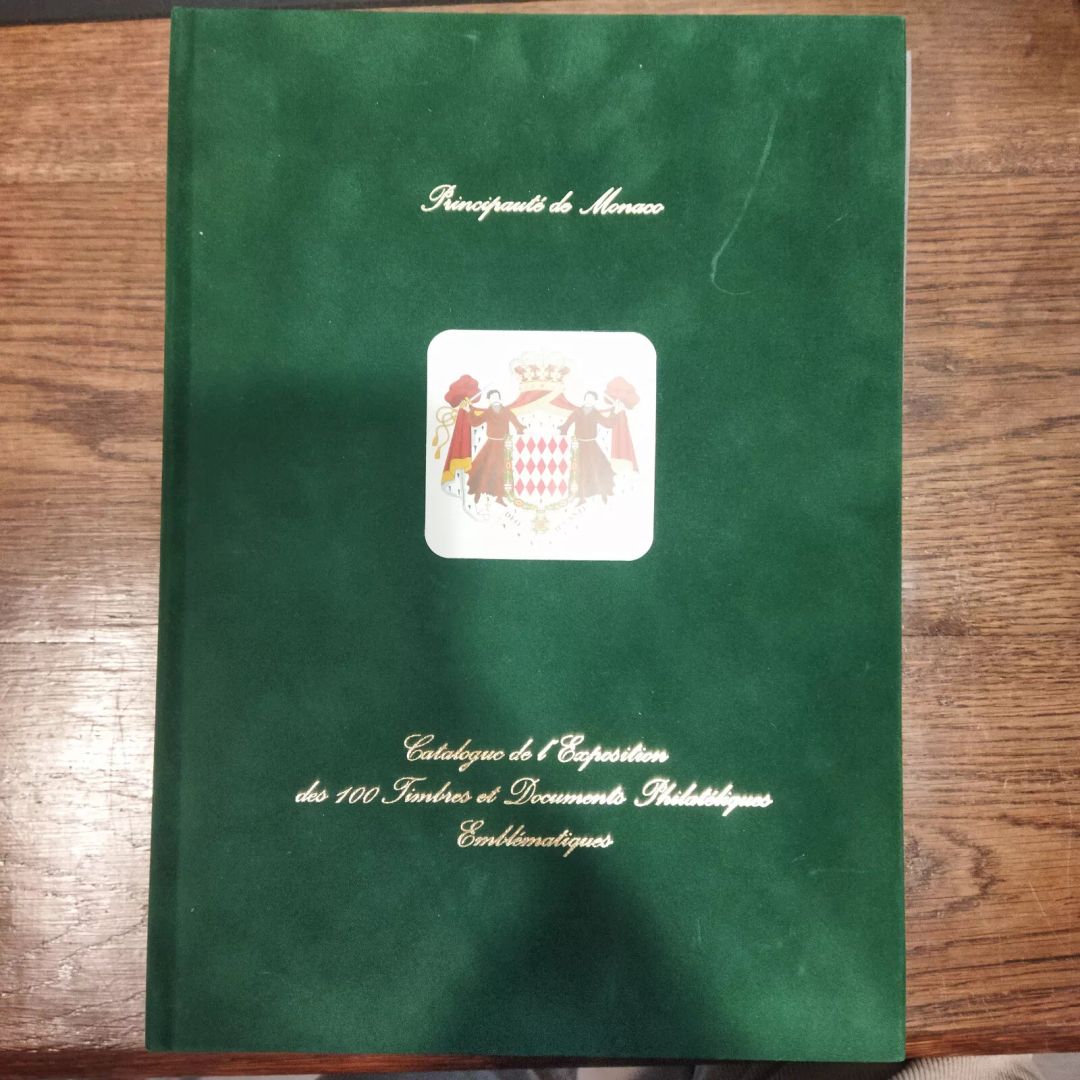 Principauté de Monaco
Catalogue de l'Exposition
des 100 Timbres et Documents Philatéliques
Emblématiques